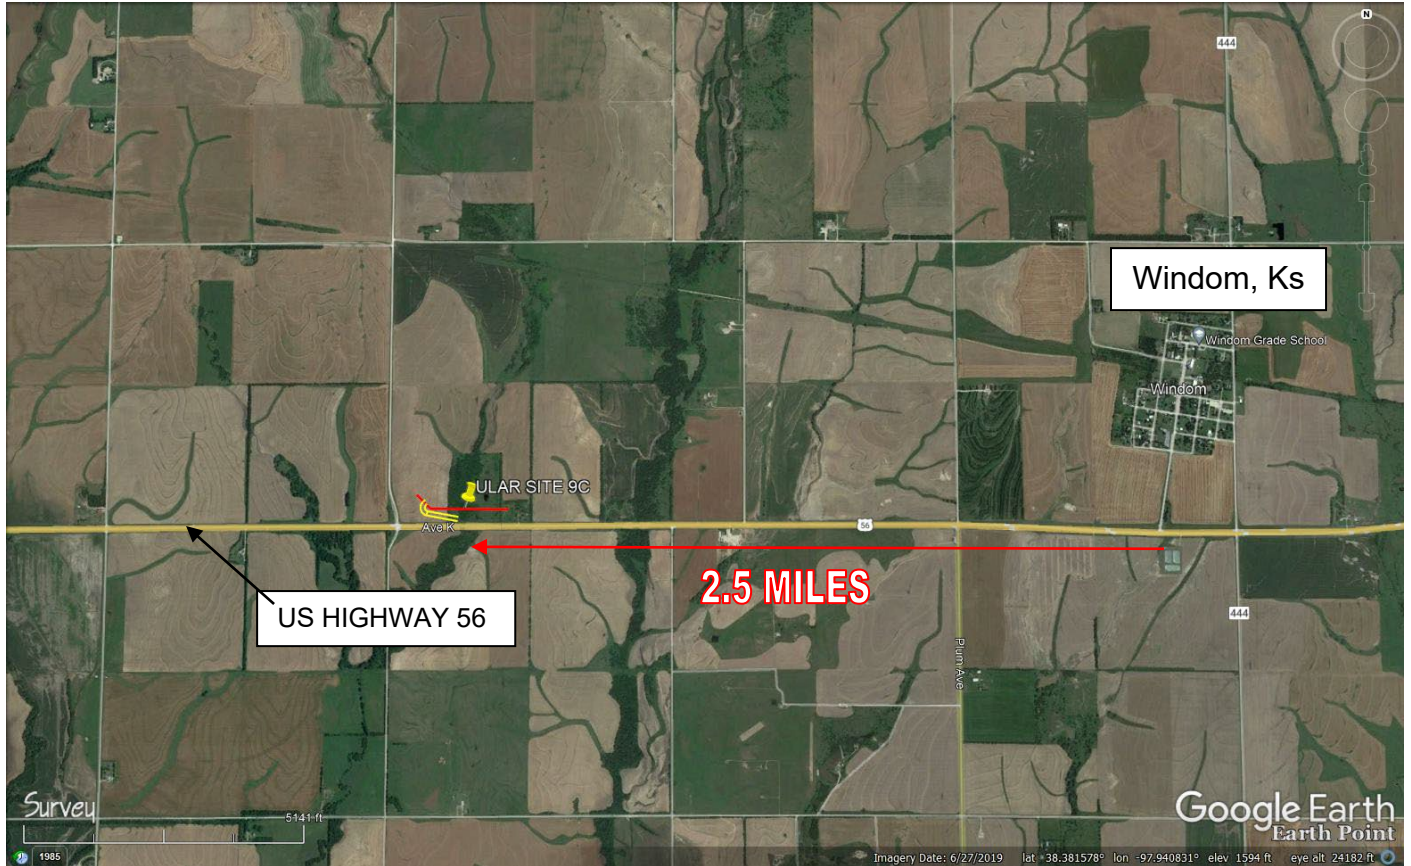 N
444
Windom, Ks
Windom Grade School
Windom
ULAR SITE 9C
Ave K
56
2.5 MILES
US HIGHWAY 56
444
Plum Ave
Survey
5141 ft
Google Earth
Earth Point
1985
Imagery Date: 6/27/2019 lat 38.381578° lon -97.940831° elev 1594 ft eye alt 24182 ft